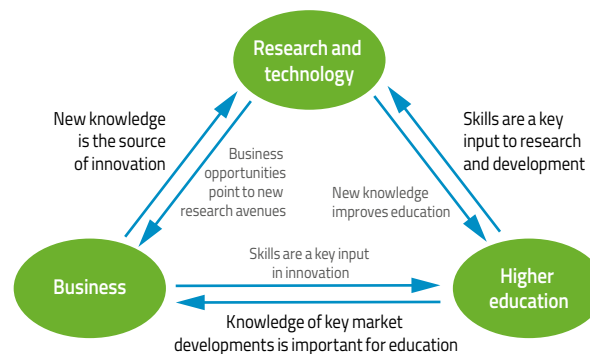 Research and
technology
New knowledge
is the source
of innovation
Skills are a key
input to research
and development
Business
opportunities
point to new
research avenues
New knowledge
improves education
Business
Skills are a key input
in innovation
Higher
education
Knowledge of key market
developments is important for education